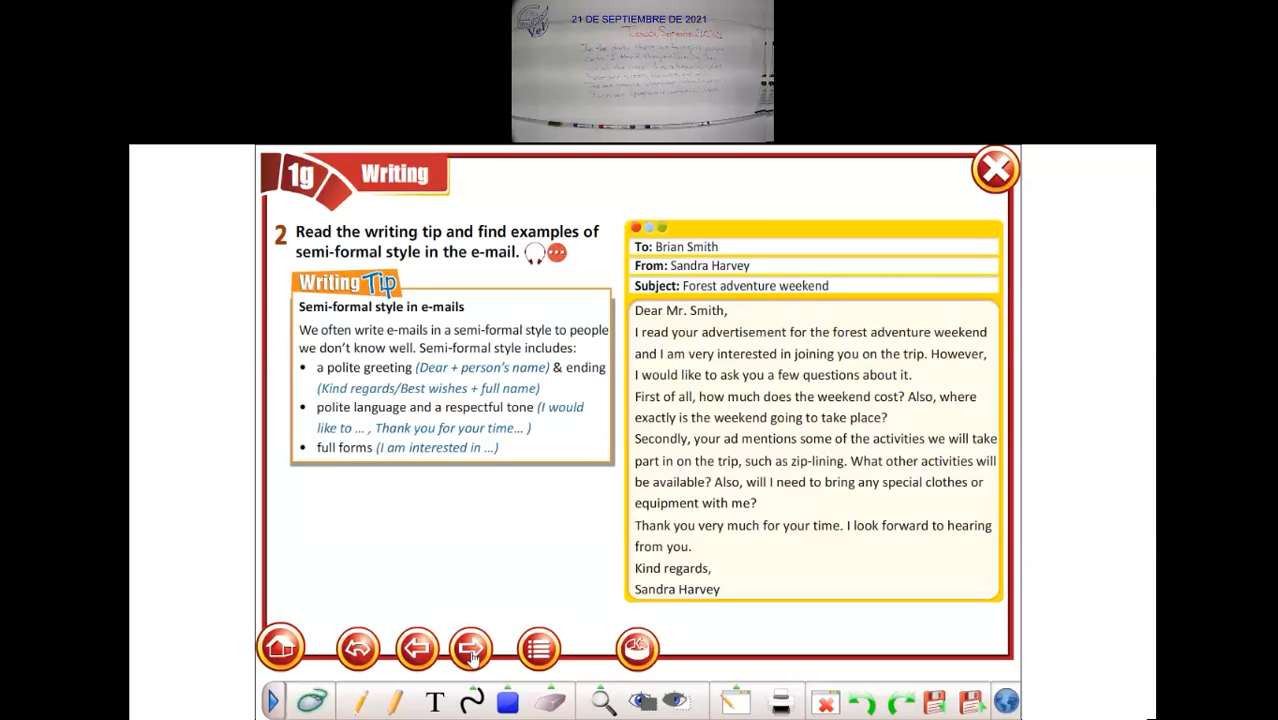 21 DE SEPTIEMBRE DE 2021
Tuesday, September 21, 2021
1g Writing
2 Read the writing tip and find examples of
semi-formal style in the e-mail.
Writing Tip
Semi-formal style in e-mails
We often write e-mails in a semi-formal style to people
we don't know well. Semi-formal style includes:
• a polite greeting (Dear + person's name) & ending
(Kind regards/Best wishes + full name)
• polite language and a respectful tone (I would
like to ... , Thank you for your time... )
• full forms (I am interested in ...)
To: Brian Smith
From: Sandra Harvey
Subject: Forest adventure weekend
Dear Mr. Smith,
I read your advertisement for the forest adventure weekend
and I am very interested in joining you on the trip. However,
I would like to ask you a few questions about it.
First of all, how much does the weekend cost? Also, where
exactly is the weekend going to take place?
Secondly, your ad mentions some of the activities we will take
part in on the trip, such as zip-lining. What other activities will
be available? Also, will I need to bring any special clothes or
equipment with me?
Thank you very much for your time. I look forward to hearing
from you.
Kind regards,
Sandra Harvey
T